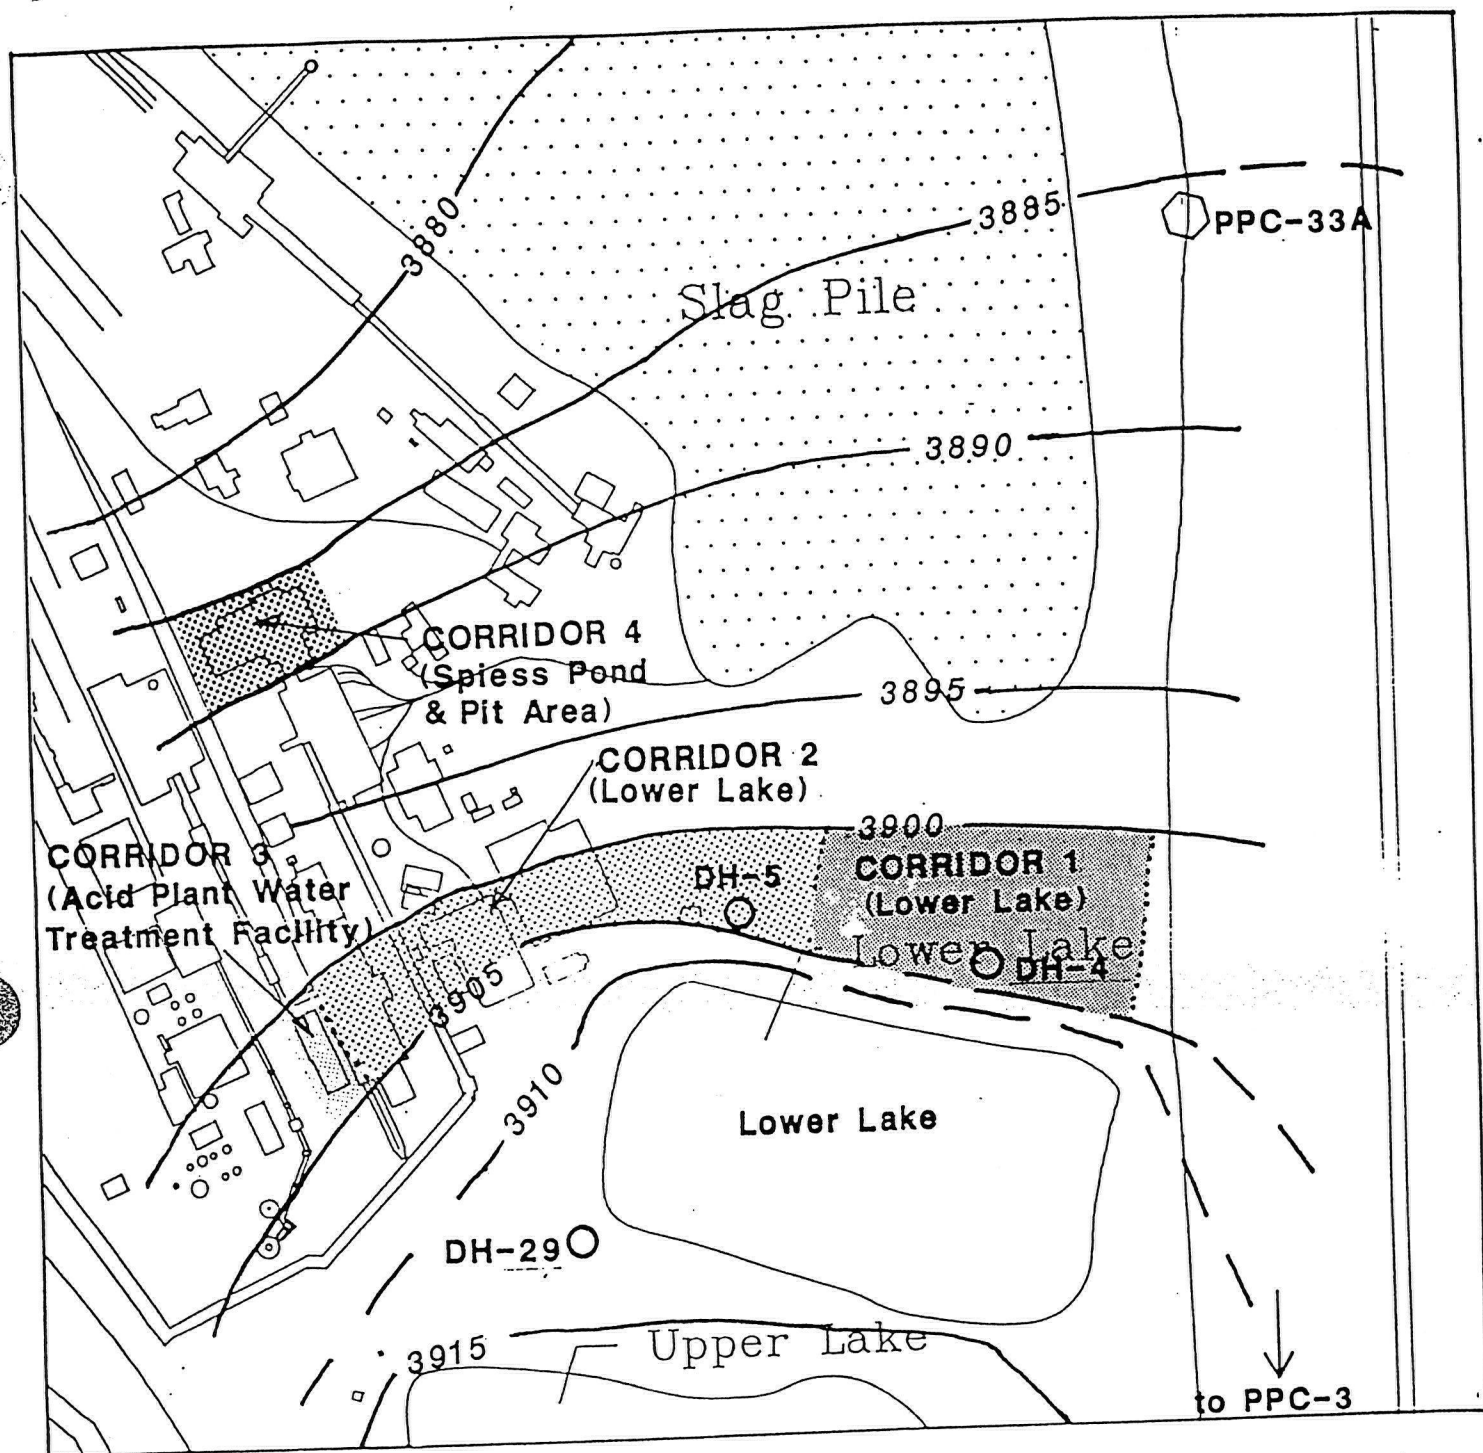 3880
3885
PPC-33A
Slag Pile
3890
CORRIDOR 4
(Spiess Pond
& Pit Area)
3895
CORRIDOR 2
(Lower Lake)
3900
CORRIDOR 3
(Acid Plant Water
Treatment Facility)
DH-5
CORRIDOR 1
(Lower Lake)
Lower Lake
DH-4
3905
3910
Lower Lake
DH-29
3915
Upper Lake
to PPC-3